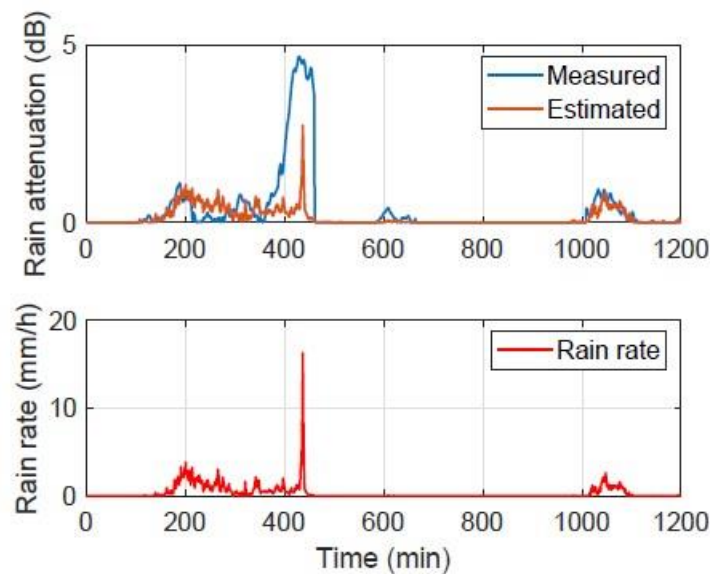 Rain attenuation (dB)
5
0
Measured
Estimated
0 200 400 600 800 1000 1200
Rain rate (mm/h)
20
10
0
Rain rate
0 200 400 600 800 1000 1200
Time (min)